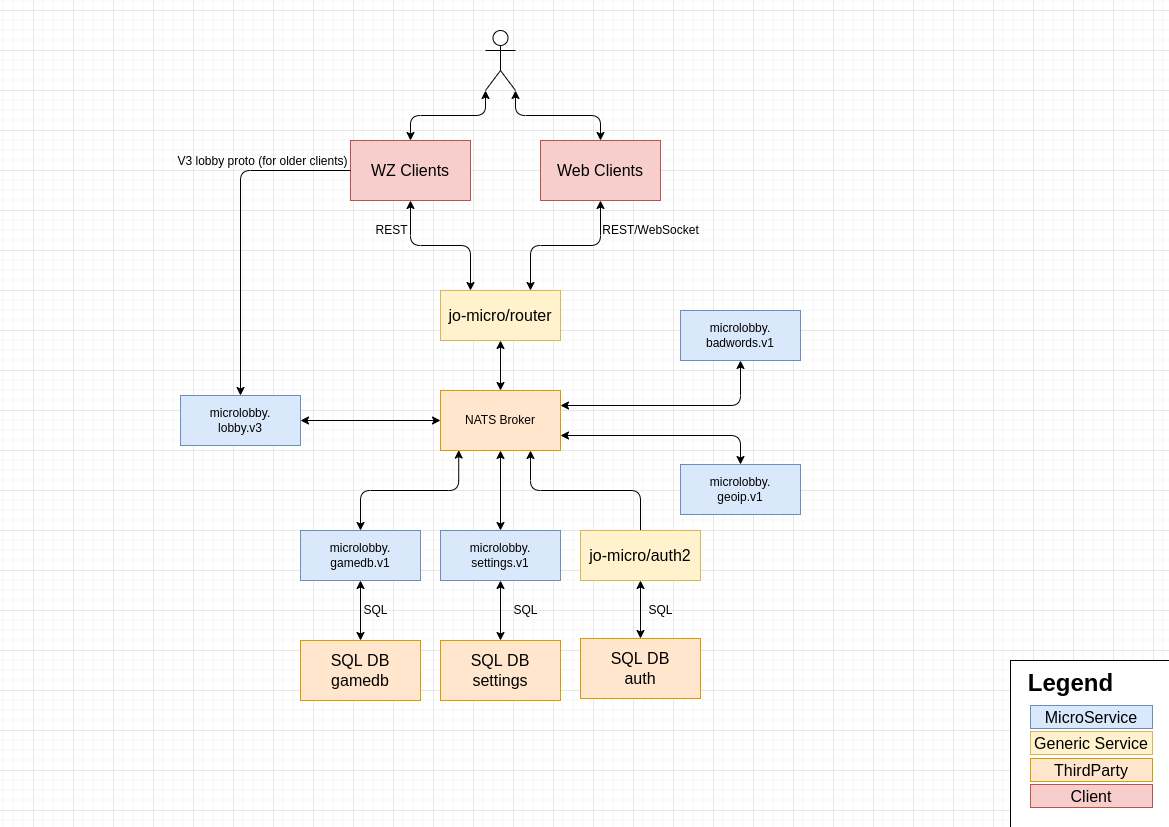 V3 lobby proto (for older clients)
WZ Clients
Web Clients
REST
REST/WebSocket
jo-micro/router
microlobby.
badwords.v1
microlobby.
lobby.v3
NATS Broker
microlobby.
geoip.v1
microlobby.
gamedb.v1
microlobby.
settings.v1
jo-micro/auth2
SQL
SQL
SQL
SQL DB
gamedb
SQL DB
settings
SQL DB
auth
Legend
MicroService
Generic Service
ThirdParty
Client